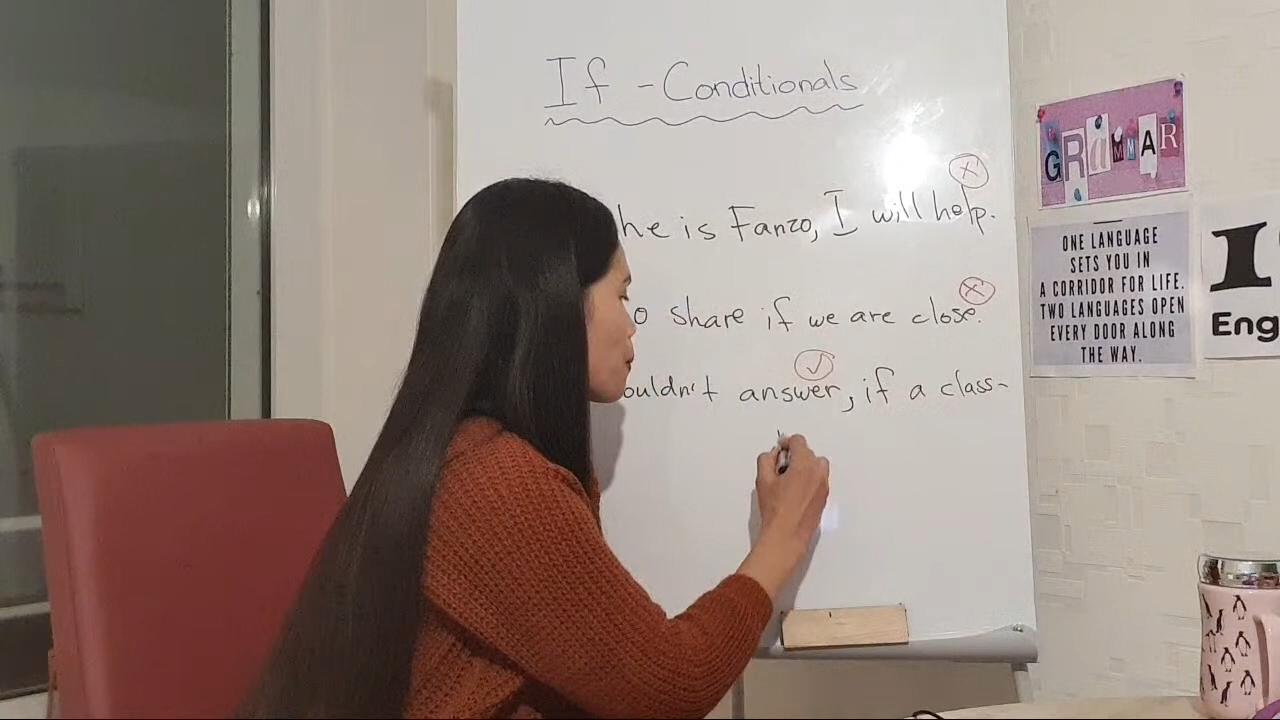 If - Conditionals
he is Fanzo, I will help.
o share if we are close.
ouldn't answer, if a class-
GRAMMAR
ONE LANGUAGE
SETS YOU IN
A CORRIDOR FOR LIFE.
TWO LANGUAGES OPEN
EVERY DOOR ALONG
THE WAY.
I
Eng